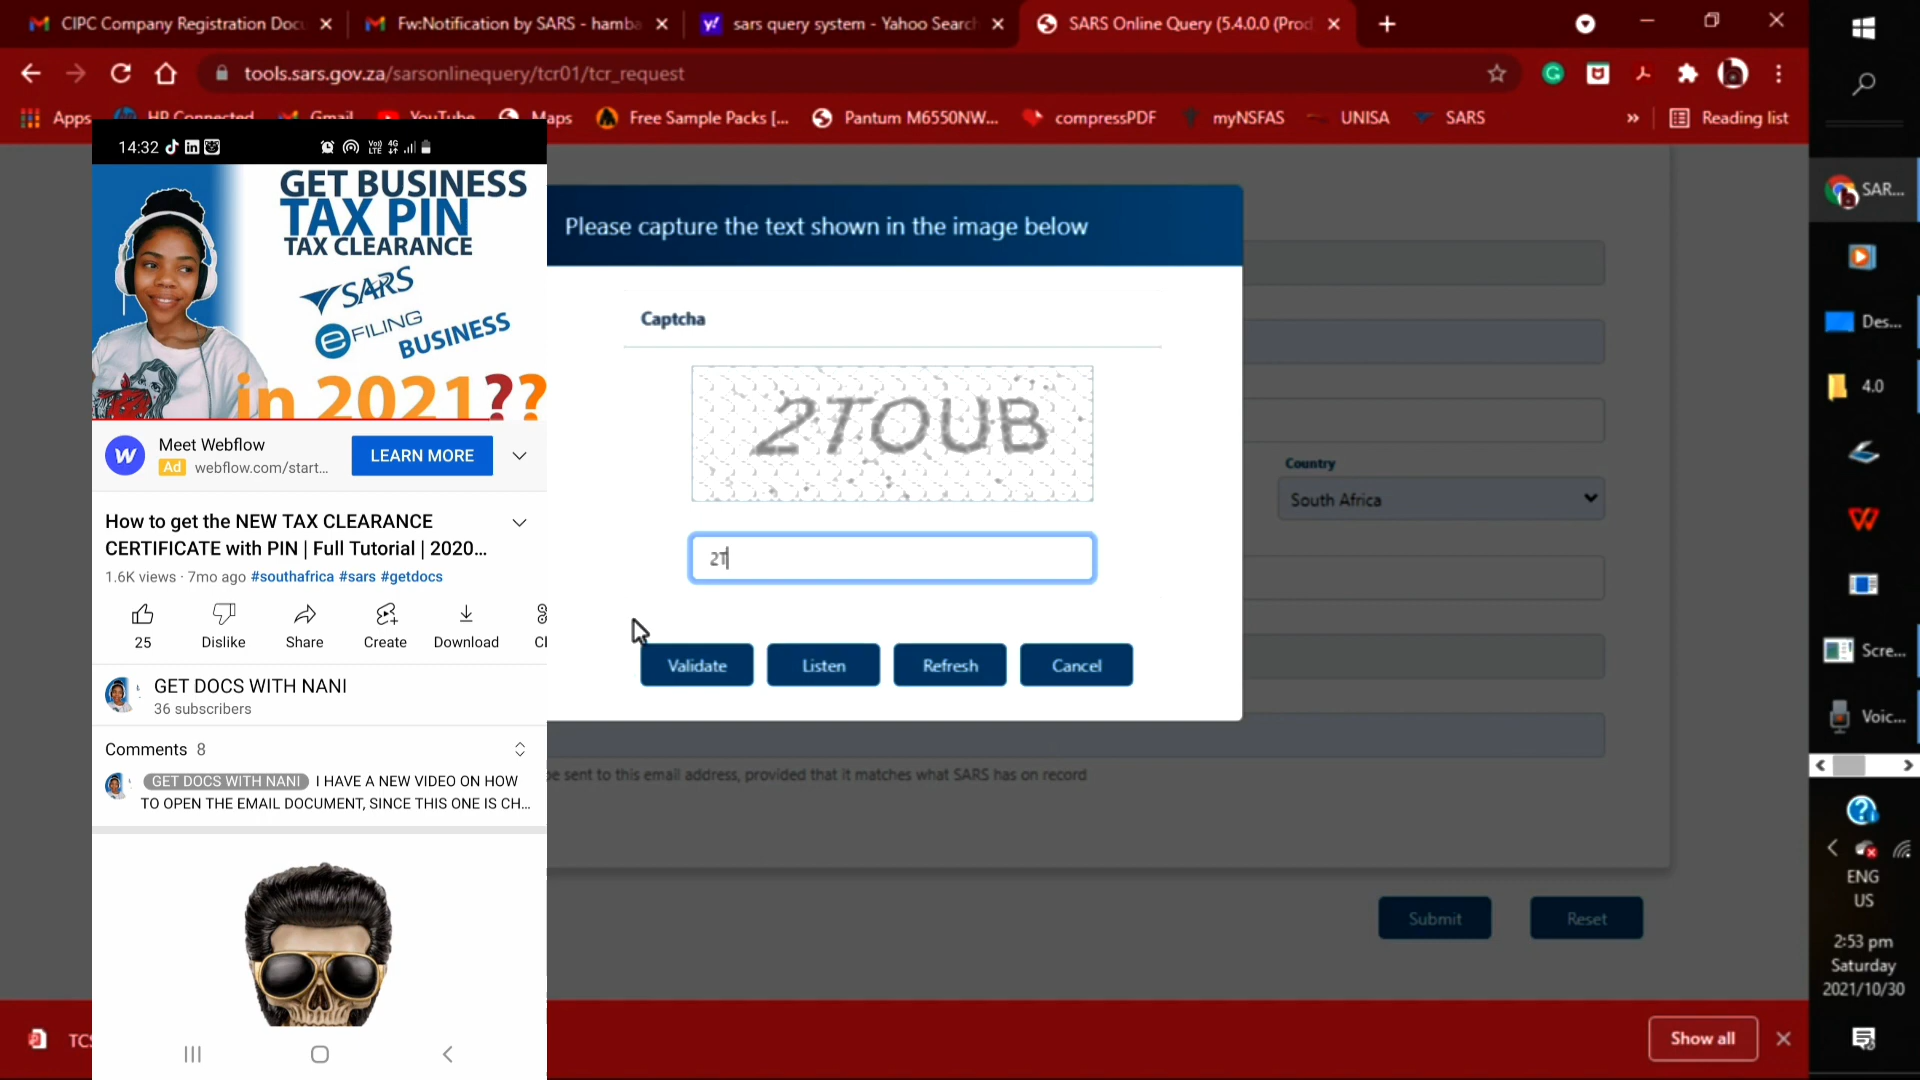 CIPC Company Registration Docu
Fw:Notification by SARS - hamba
sars query system - Yahoo Search
SARS Online Query (5.4.0.0 (Prod
tools.sars.gov.za/sarsonlinequery/tcr01/tcr_request
Apps
HP Connected
Gmail
YouTube
Maps
Free Sample Packs [...
Pantum M6550NW...
compressPDF
myNSFAS
UNISA
SARS
»
Reading list
14:32
GET BUSINESS
TAX PIN
TAX CLEARANCE
SARS
eFILING
BUSINESS
in 2021??
Meet Webflow
Ad webflow.com/start...
LEARN MORE
How to get the NEW TAX CLEARANCE
CERTIFICATE with PIN | Full Tutorial | 2020...
1.6K views · 7mo ago #southafrica #sars #getdocs
25
Dislike
Share
Create
Download
Cl
GET DOCS WITH NANI
36 subscribers
Comments 8
GET DOCS WITH NANI I HAVE A NEW VIDEO ON HOW
TO OPEN THE EMAIL DOCUMENT, SINCE THIS ONE IS CH...
Please capture the text shown in the image below
Captcha
2TOUB
2T
Validate
Listen
Refresh
Cancel
Country
South Africa
be sent to this email address, provided that it matches what SARS has on record
Submit
Reset
TCS
Show all
SAR...
Des...
4.0
Scre...
Voic...
ENG
US
2:53 pm
Saturday
2021/10/30